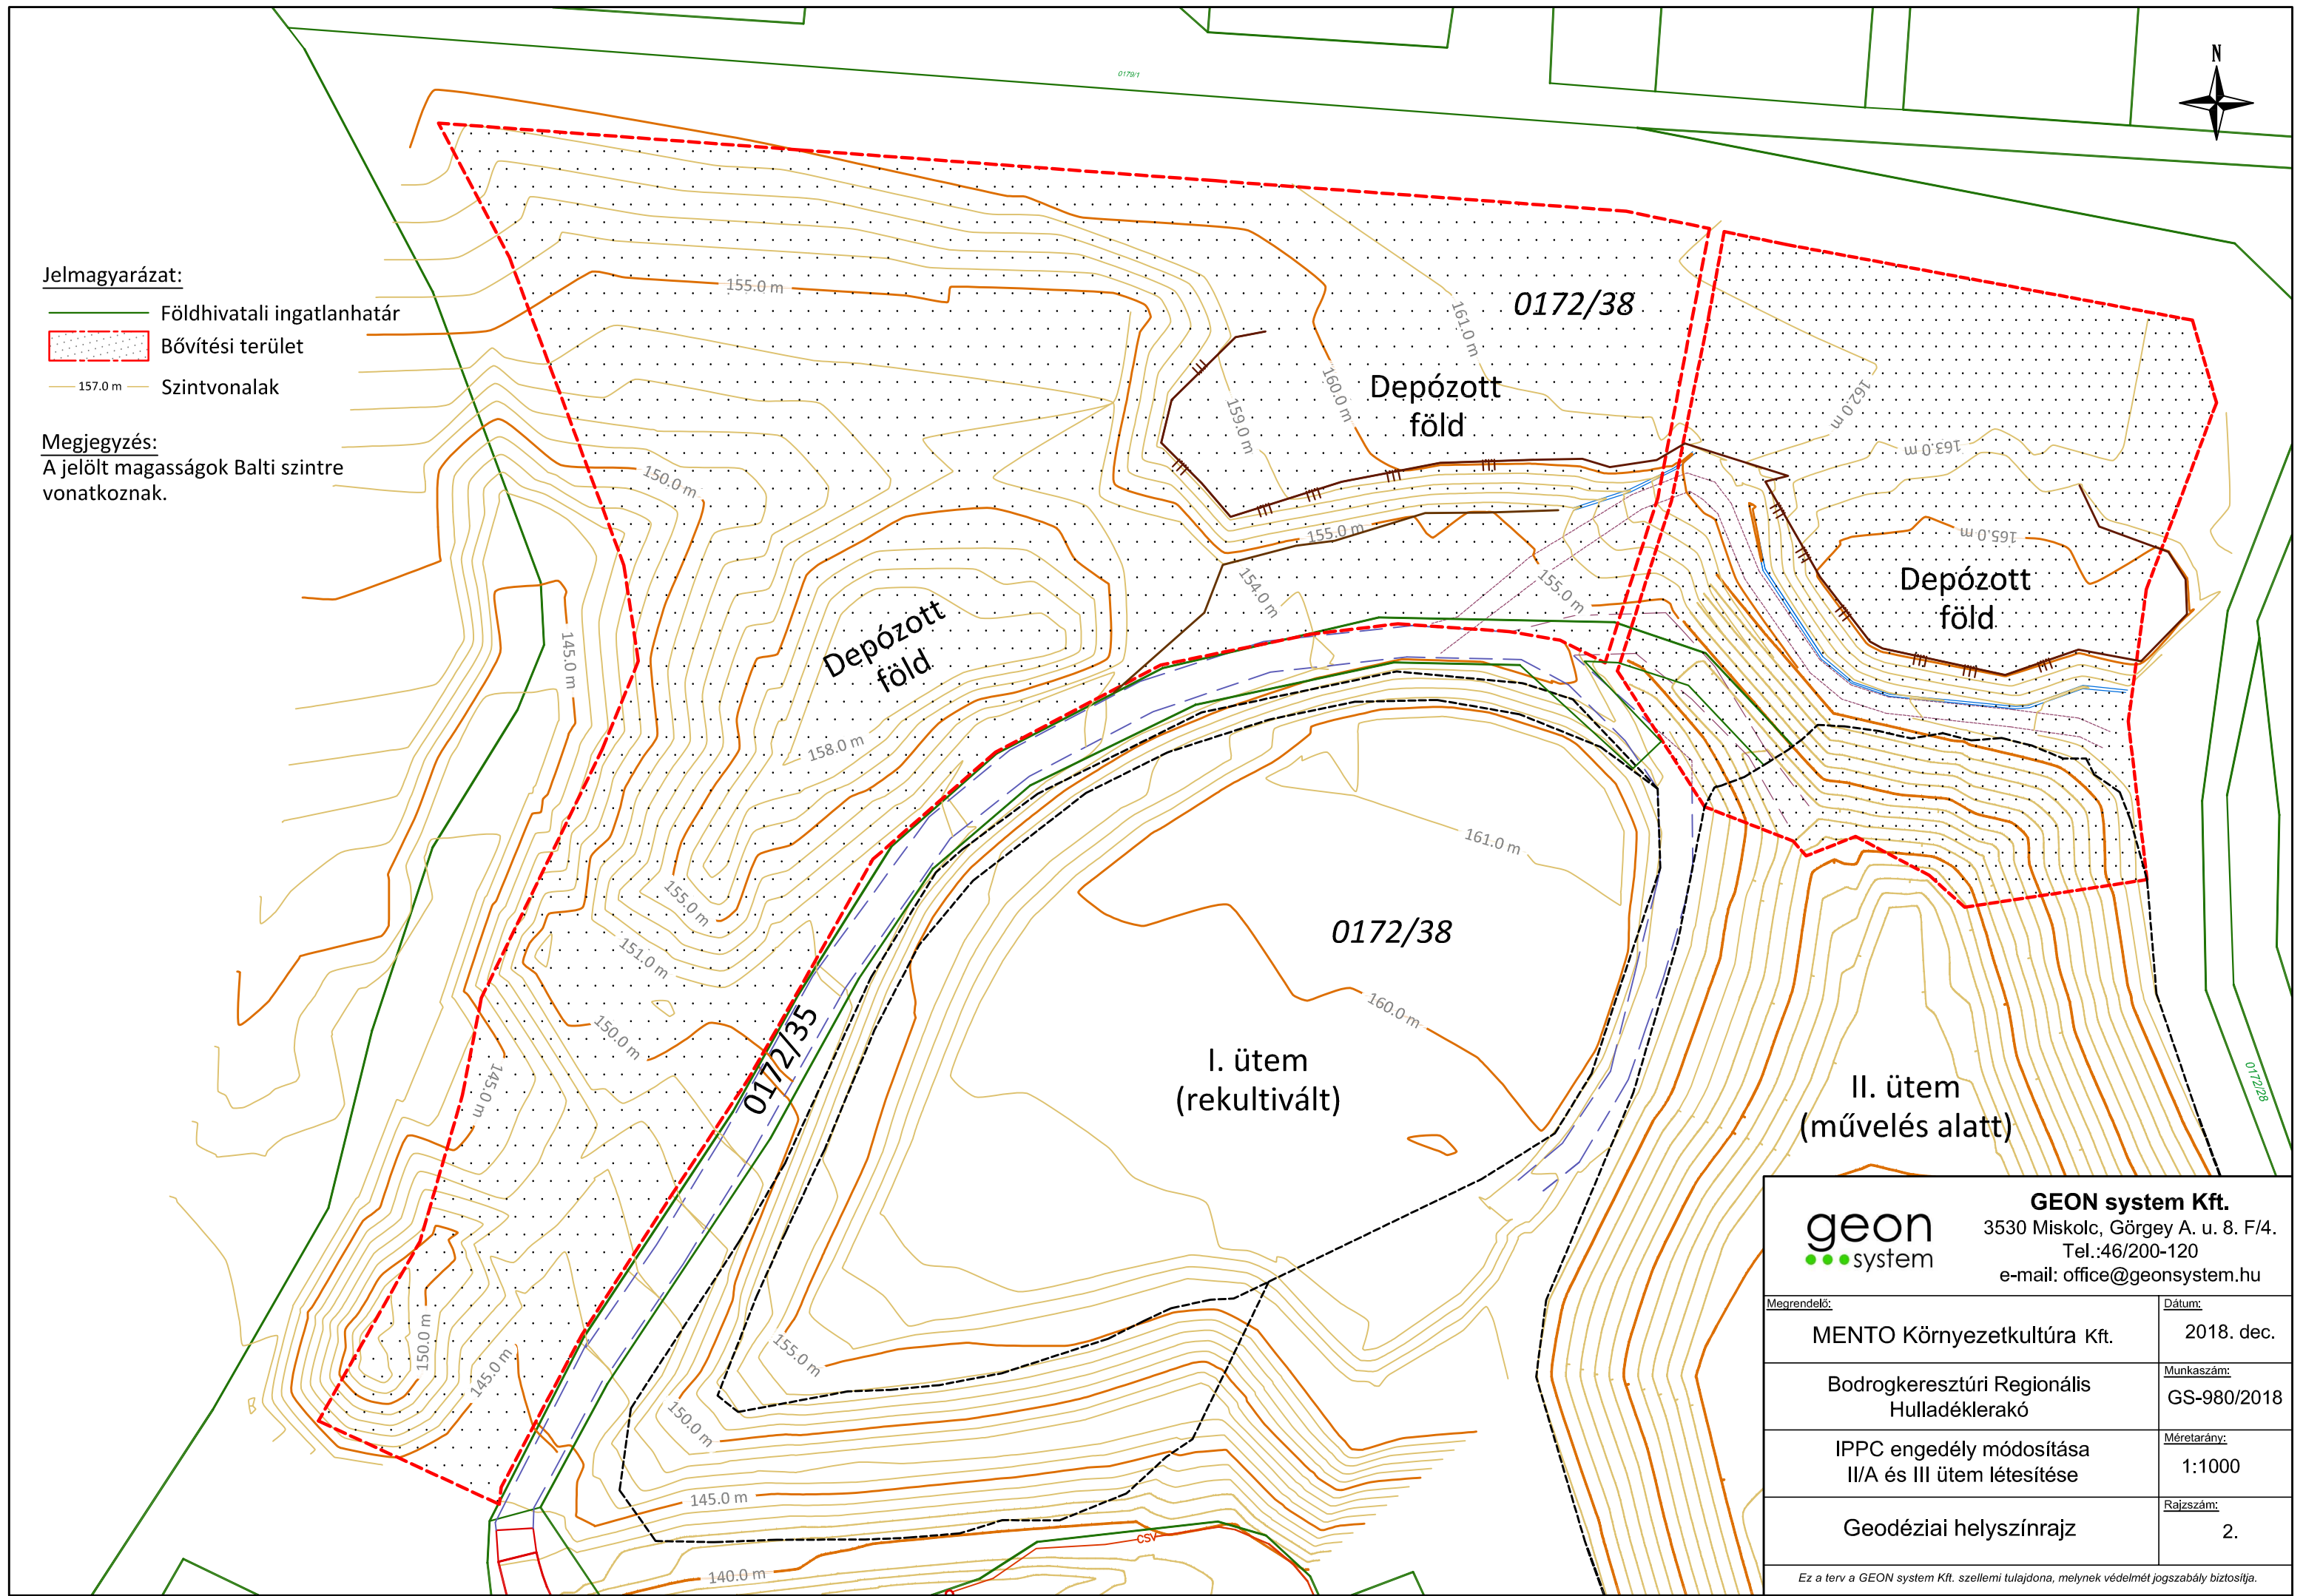 0179/1
N
Jelmagyarázat:
Földhivatali ingatlanhatár
Bővítési terület
157.0 m
Szintvonalak
Megjegyzés:
A jelölt magasságok Balti szintre
vonatkoznak.
155.0 m
0172/38
161.0 m
160.0 m
159.0 m
Depózott
föld
162.0 m
163.0 m
150.0 m
155.0 m
165.0 m
154.0 m
155.0 m
Depózott
föld
145.0 m
Depózott
föld
158.0 m
161.0 m
155.0 m
151.0 m
0172/38
150.0 m
160.0 m
0172/35
145.0 m
I. ütem
(rekultivált)
II. ütem
(művelés alatt)
0172/28
150.0 m
145.0 m
155.0 m
150.0 m
145.0 m
CSV
140.0 m
geon
system
GEON system Kft.
3530 Miskolc, Görgey A. u. 8. F/4.
Tel.:46/200-120
e-mail: office@geonsystem.hu
Megrendelő:
MENTO Környezetkultúra Kft.
Dátum:
2018. dec.
Bodrogkeresztúri Regionális
Hulladéklerakó
Munkaszám:
GS-980/2018
IPPC engedély módosítása
II/A és III ütem létesítése
Méretarány:
1:1000
Geodéziai helyszínrajz
Rajzszám:
2.
Ez a terv a GEON system Kft. szellemi tulajdona, melynek védelmét jogszabály biztosítja.